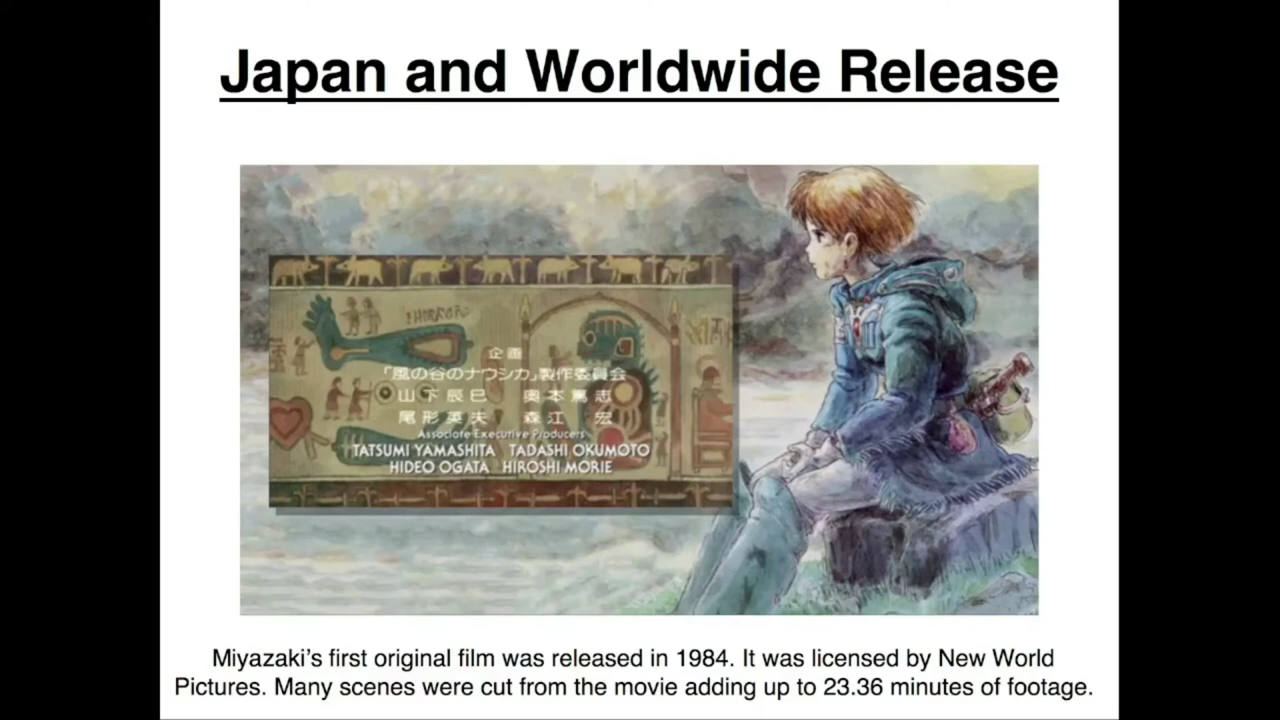 Japan and Worldwide Release
企画
「風の谷のナウシカ」製作委員会
山下辰巳 奥本篤志
尾形英夫 森江 宏
Associate Executive Producers
TATSUMI YAMASHITA TADASHI OKUMOTO
HIDEO OGATA HIROSHI MORIE
Miyazaki’s first original film was released in 1984. It was licensed by New World
Pictures. Many scenes were cut from the movie adding up to 23.36 minutes of footage.